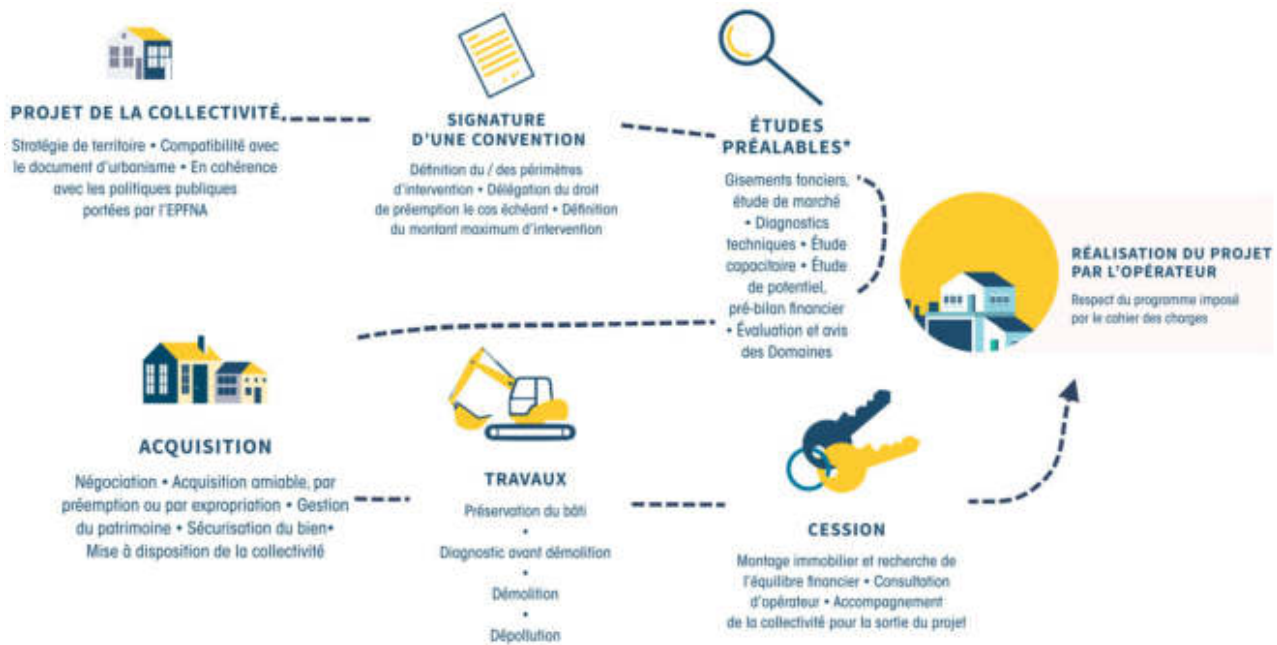 PROJET DE LA COLLECTIVITÉ
Stratégie de territoire • Compatibilité avec
le document d'urbanisme • En cohérence
avec les politiques publiques
portées par l'EPFNA
SIGNATURE
D'UNE CONVENTION
Définition du / des périmètres
d'intervention • Délégation du droit
de préemption le cas échéant • Définition
du montant maximum d'intervention
ÉTUDES
PRÉALABLES*
Gisements fonciers,
étude de marché
• Diagnostics
techniques • Étude
capacitaire • Étude
de potentiel,
pré-bilan financier
• Évaluation et avis
des Domaines
ACQUISITION
Négociation • Acquisition amiable, par
préemption ou par expropriation • Gestion
du patrimoine • Sécurisation du bien•
Mise à disposition de la collectivité
TRAVAUX
Préservation du bâti
•
Diagnostic avant démolition
•
Démolition
•
Dépollution
CESSION
Montage immobilier et recherche de
l'équilibre financier • Consultation
d'opérateur • Accompagnement
de la collectivité pour la sortie du projet
RÉALISATION DU PROJET
PAR L'OPÉRATEUR
Respect du programme imposé
par le cahier des charges